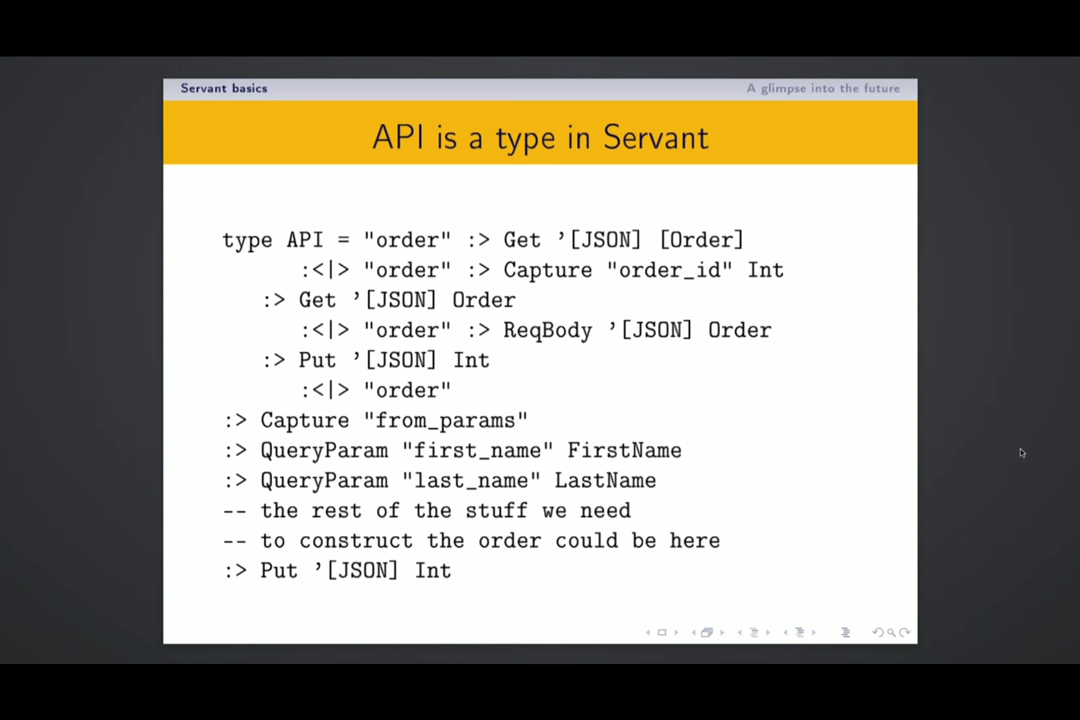 Servant basics
A glimpse into the future
API is a type in Servant
type API = "order" :> Get '[JSON] [Order]
:<|> "order" :> Capture "order_id" Int
:> Get '[JSON] Order
:<|> "order" :> ReqBody '[JSON] Order
:> Put '[JSON] Int
:<|> "order"
:> Capture "from_params"
:> QueryParam "first_name" FirstName
:> QueryParam "last_name" LastName
-- the rest of the stuff we need
-- to construct the order could be here
:> Put '[JSON] Int